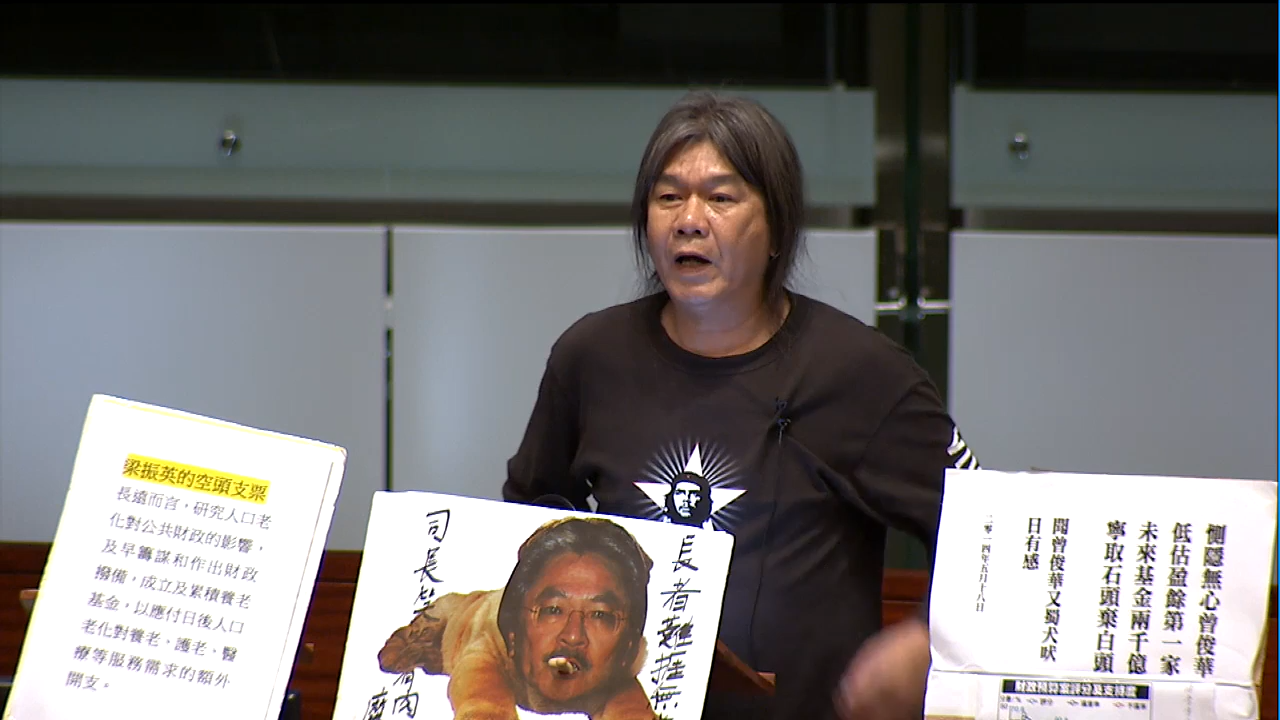 梁振英的空頭支票
長遠而言，研究人口老
化對公共財政的影響，
及早籌謀和作出財政
撥備，成立及累積養老
基金，以應付日後人口
老化對養老、護老、醫
療等服務需求的額外
開支。
長者難捱無
司長笑
肉
惻隱無心曾俊華
低估盈餘第一家
未來基金兩千億
寧取石頭棄白頭
聞曾俊華又蜀犬吠
日有感
二零一四年五月十八日
財政預算案評分及支持度